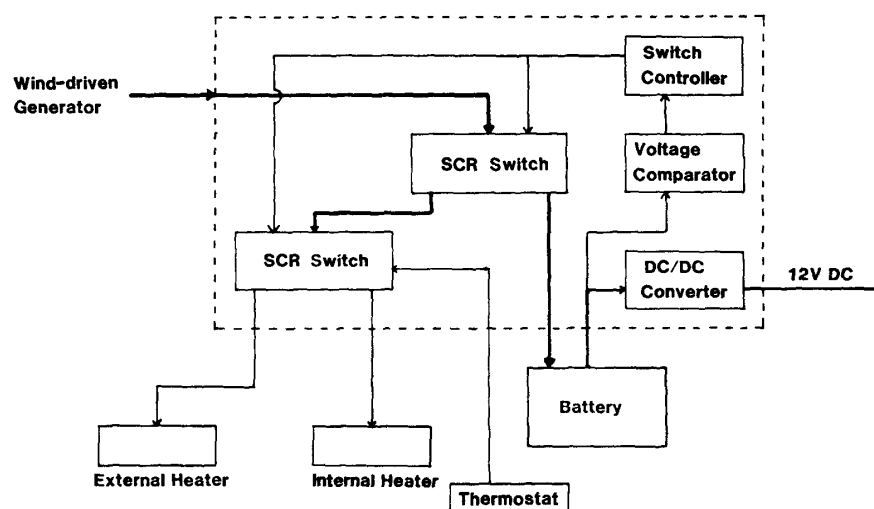 Switch
Controller
Wind-driven
Generator
SCR Switch
Voltage
Comparator
SCR Switch
DC/DC
Converter
12V DC
Battery
External Heater
Internal Heater
Thermostat